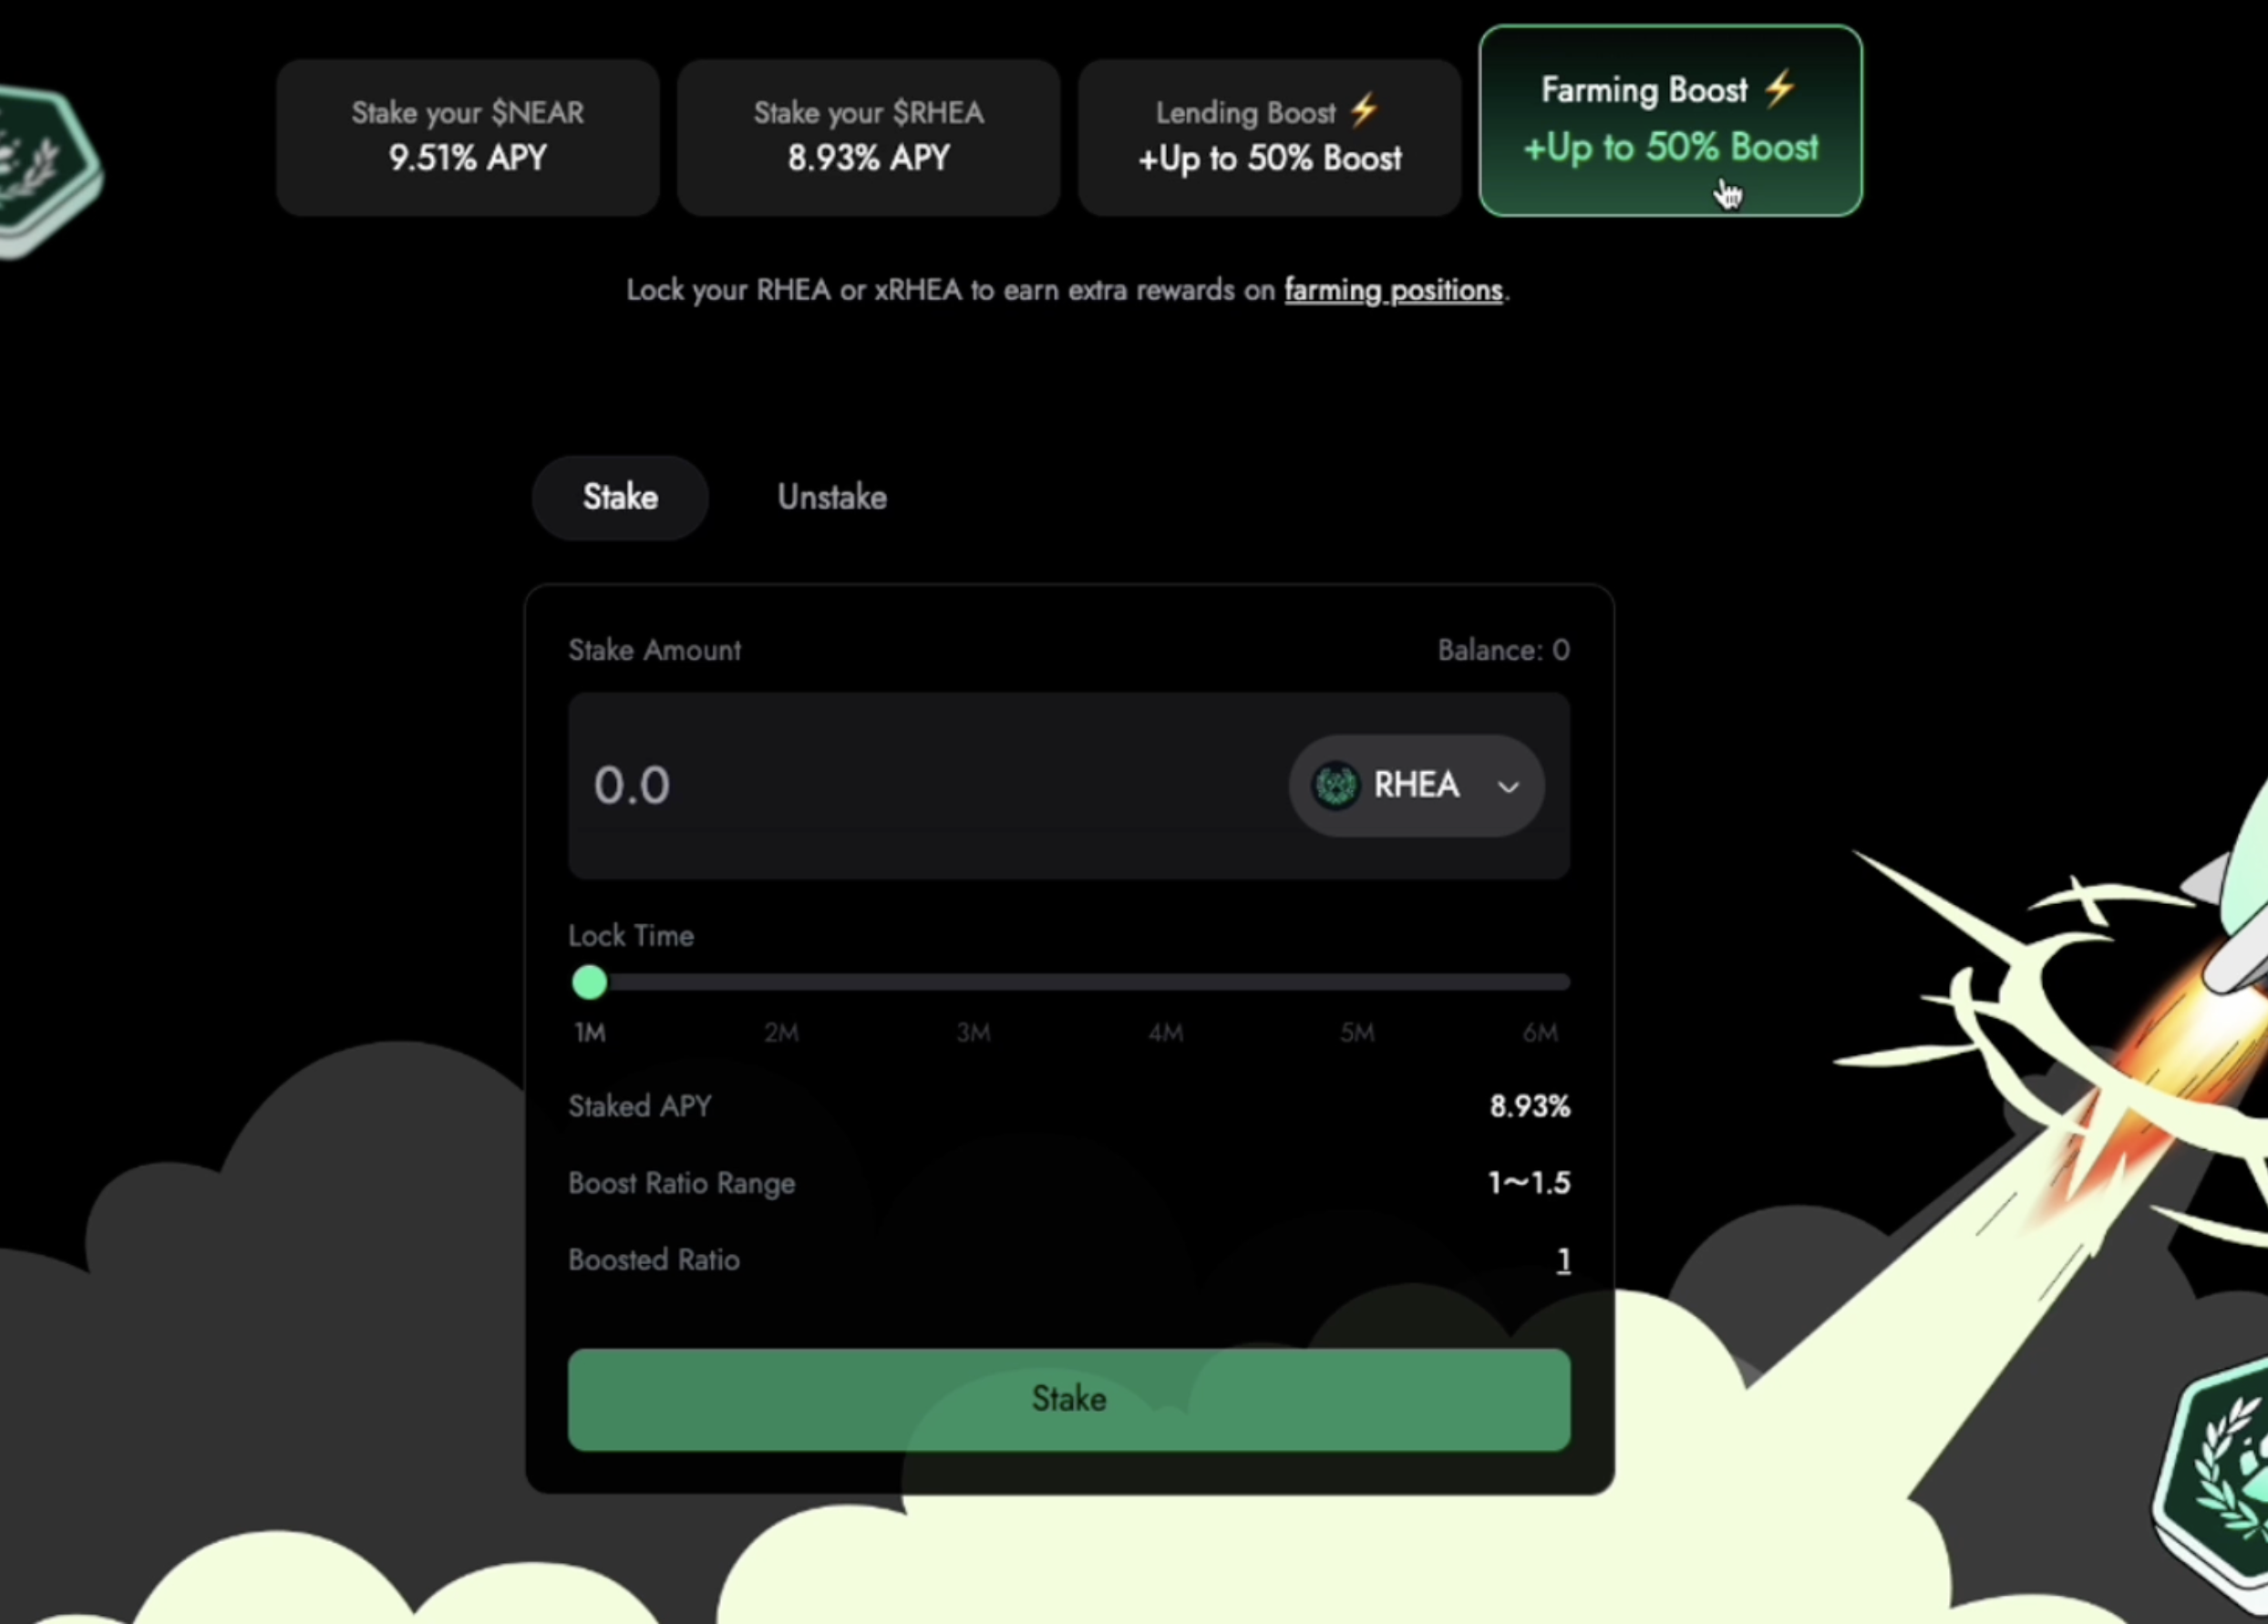 Stake your $NEAR
9.51% APY
Stake your $RHEA
8.93% APY
Lending Boost ⚡
+Up to 50% Boost
Farming Boost ⚡
+Up to 50% Boost
Lock your RHEA or xRHEA to earn extra rewards on farming positions.
Stake Unstake
Stake Amount Balance: 0
0.0 RHEA
Lock Time
1M 2M 3M 4M 5M 6M
Staked APY 8.93%
Boost Ratio Range 1~1.5
Boosted Ratio 1
Stake